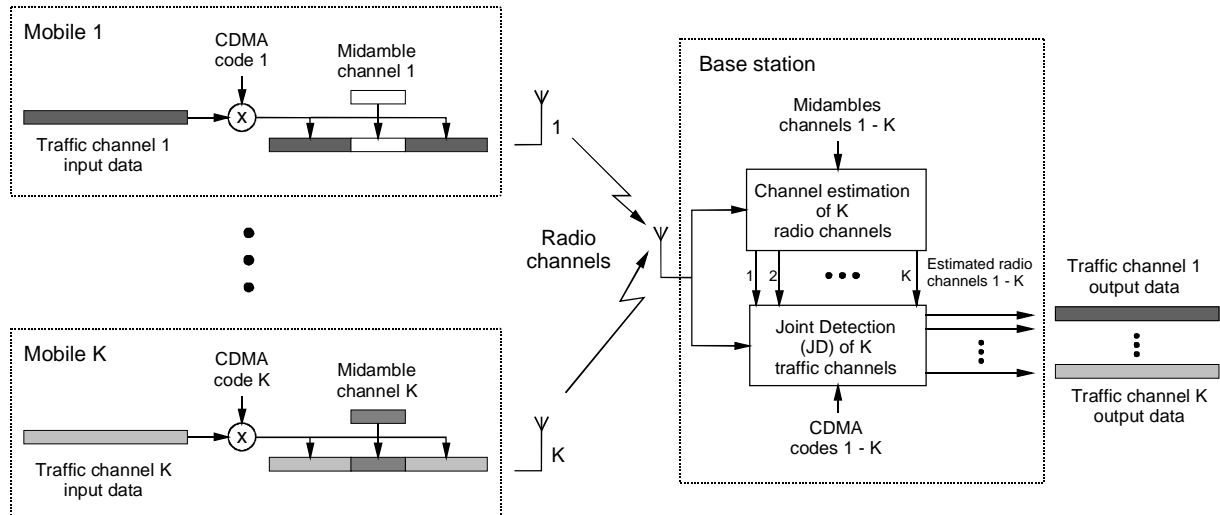 Mobile 1
CDMA
code 1
Midamble
channel 1
X
Traffic channel 1
input data
1
Mobile K
CDMA
code K
Midamble
channel K
X
Traffic channel K
input data
K
Radio
channels
Base station
Midambles
channels 1 - K
Channel estimation
of K
radio channels
1
2
K
Estimated radio
channels 1 - K
Joint Detection
(JD) of K
traffic channels
CDMA
codes 1 - K
Traffic channel 1
output data
Traffic channel K
output data